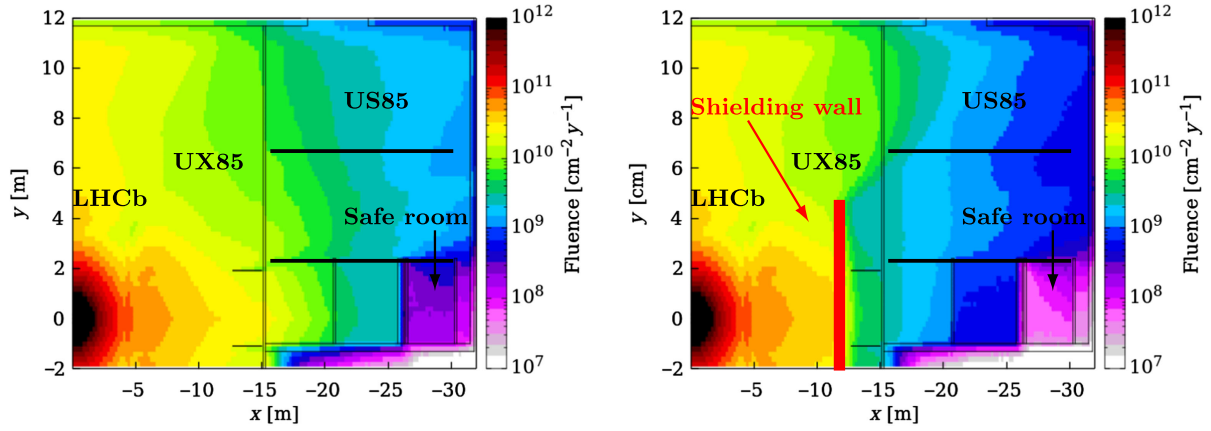 12
10
8
6
4
2
0
−2
y [m]
−5
−10
−15
−20
−25
−30
x [m]
US85
UX85
LHCb
Safe room
10^12
10^11
10^10
10^9
10^8
10^7
Fluence [cm−2 y−1]
12
10
8
6
4
2
0
−2
y [cm]
−5
−10
−15
−20
−25
−30
x [m]
US85
Shielding wall
UX85
LHCb
Safe room
10^12
10^11
10^10
10^9
10^8
10^7
Fluence [cm−2 y−1]